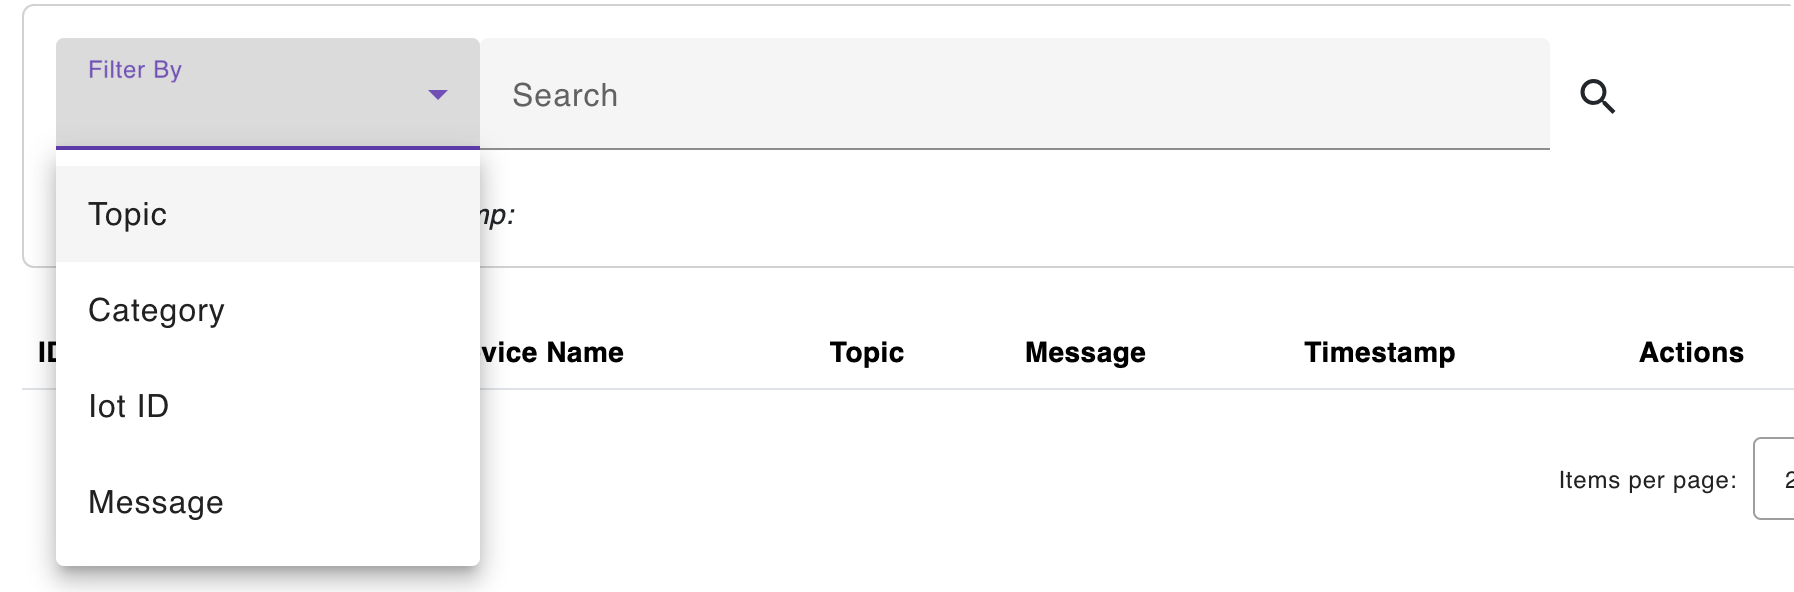 Filter By
Search
Topic
mp:
Category
ID
vice Name
Topic
Message
Timestamp
Actions
Iot ID
Items per page:
2
Message